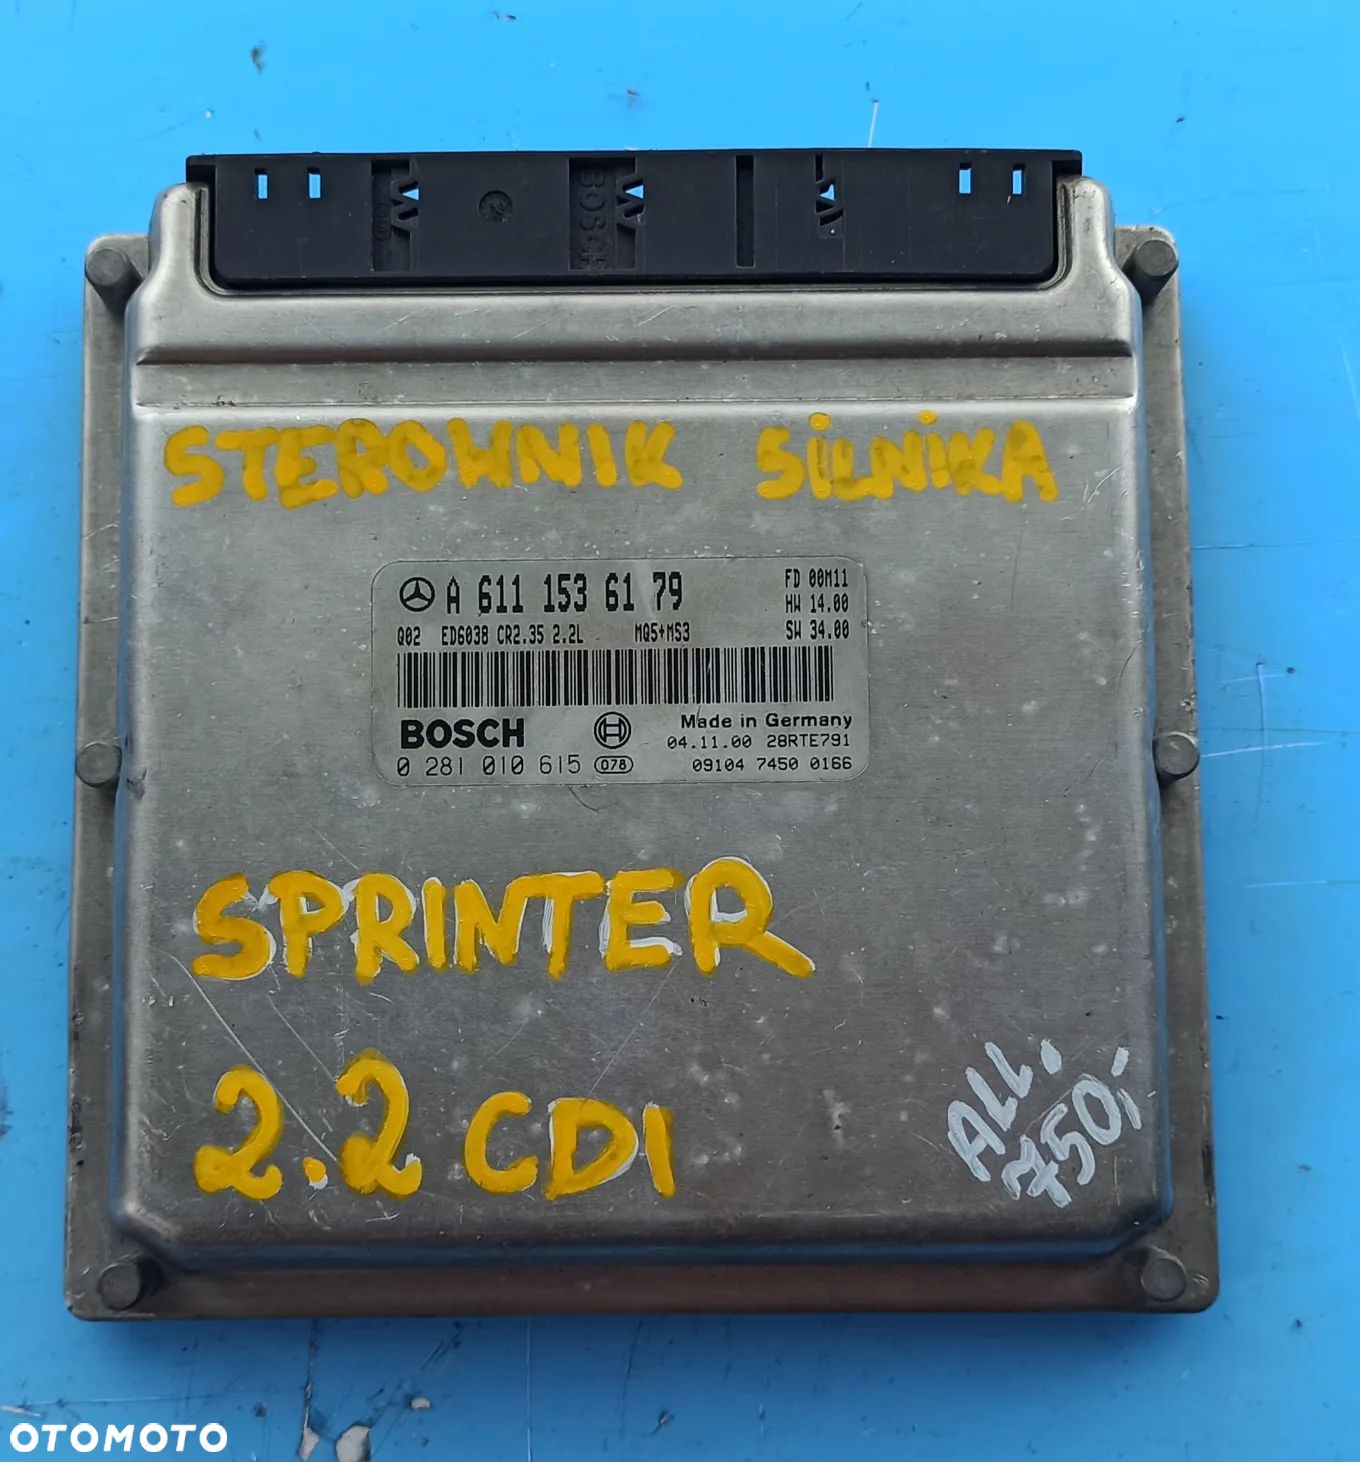 BOSCH
STEROWNIK SILNIKA
A 611 153 61 79 FD 00M11
HW 14.00
Q02 ED6038 CR2.35 2.2L MQ5+MS3 SW 34.00
BOSCH Made in Germany
04.11.00 28RTE791
0 281 010 615 078 09104 7450 0166
SPRINTER
2.2 CDI
ALL.
750,-
OTOMOTO